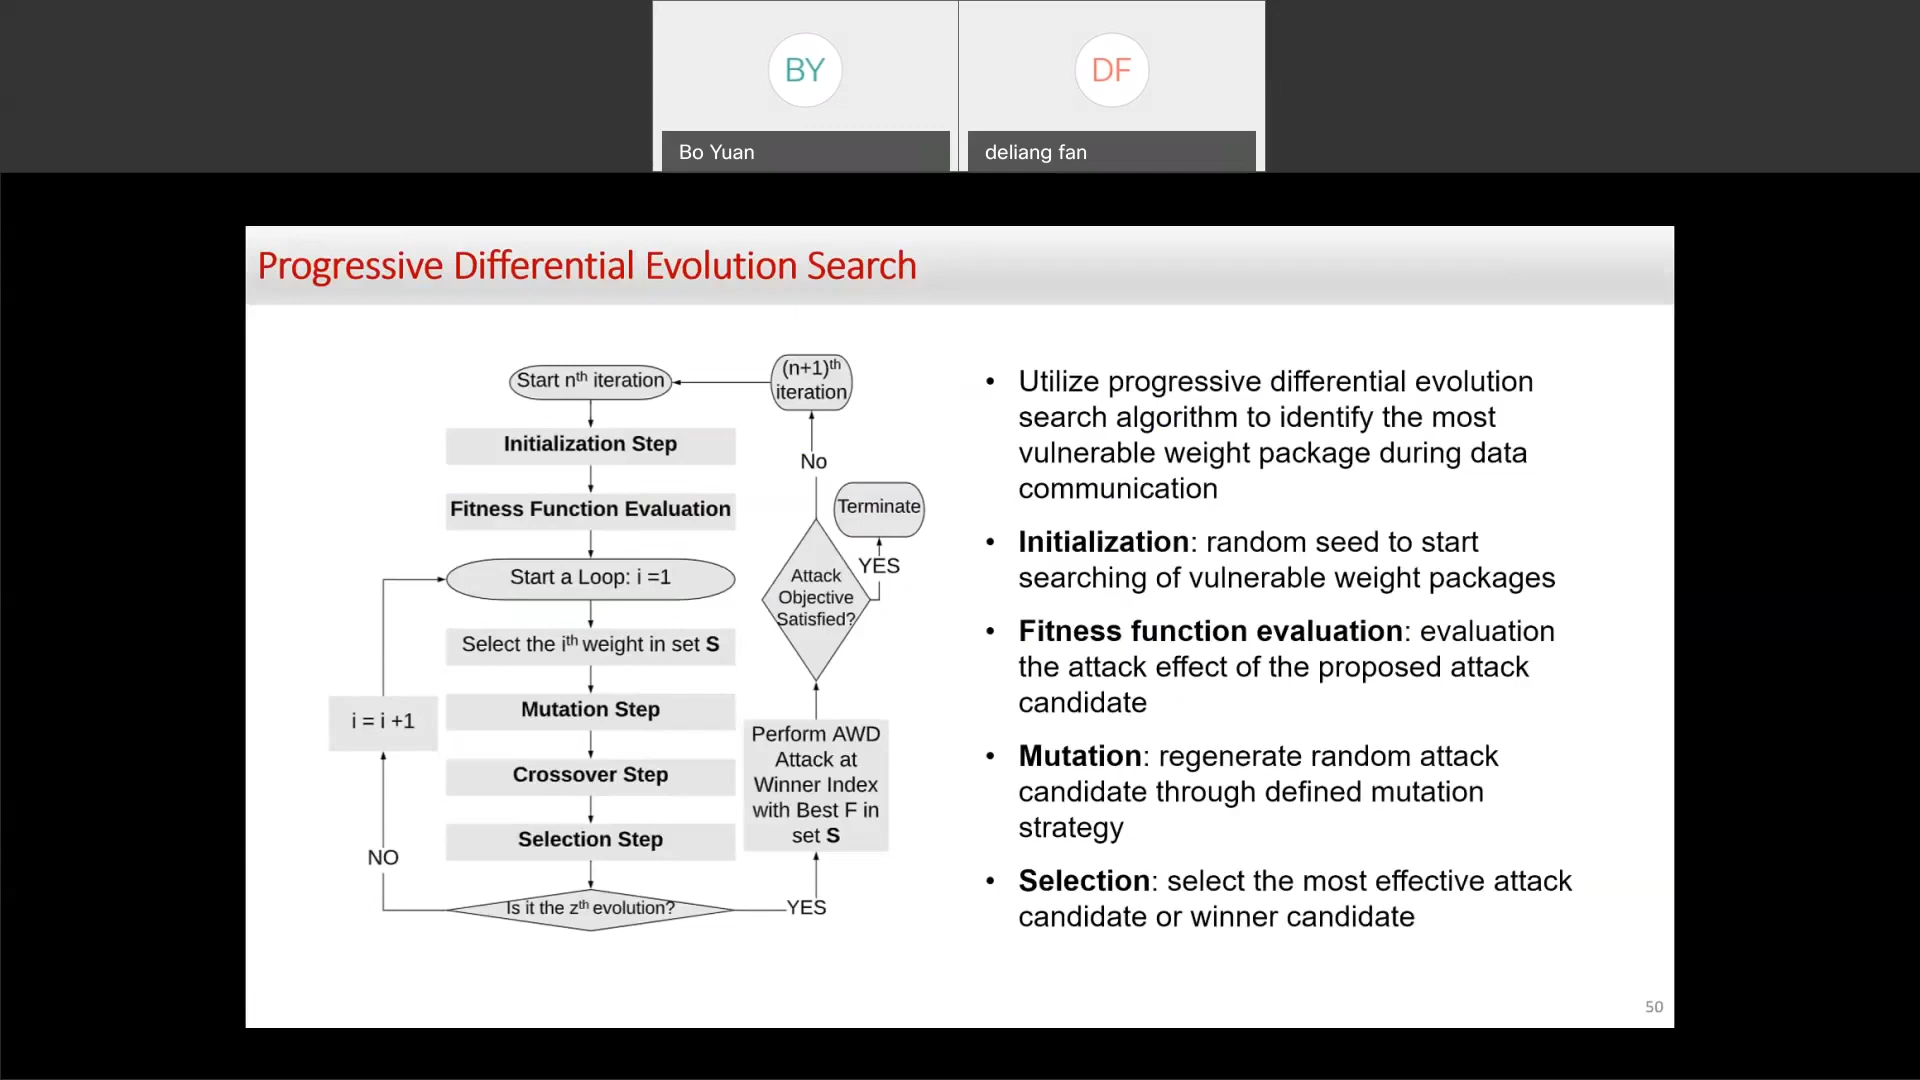 BY
DF
Bo Yuan
deliang fan
Progressive Differential Evolution Search
Start nth iteration
(n+1)th
iteration
Initialization Step
No
Fitness Function Evaluation
Terminate
YES
Start a Loop: i =1
Attack
Objective
Satisfied?
Select the ith weight in set S
Mutation Step
i = i +1
Crossover Step
Perform AWD
Attack at
Winner Index
with Best F in
set S
Selection Step
NO
Is it the zth evolution?
YES
• Utilize progressive differential evolution
search algorithm to identify the most
vulnerable weight package during data
communication
• Initialization: random seed to start
searching of vulnerable weight packages
• Fitness function evaluation: evaluation
the attack effect of the proposed attack
candidate
• Mutation: regenerate random attack
candidate through defined mutation
strategy
• Selection: select the most effective attack
candidate or winner candidate
50